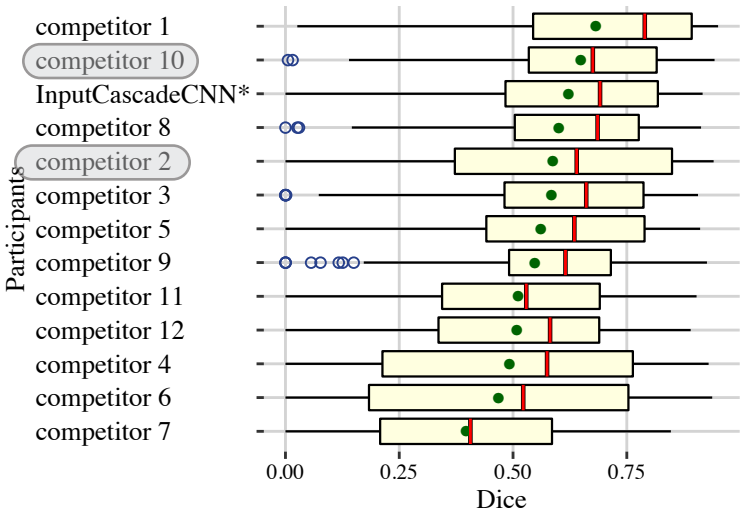 competitor 1
competitor 10
InputCascadeCNN*
competitor 8
competitor 2
competitor 3
competitor 5
competitor 9
competitor 11
competitor 12
competitor 4
competitor 6
competitor 7
Participants
0.00 0.25 0.50 0.75
Dice